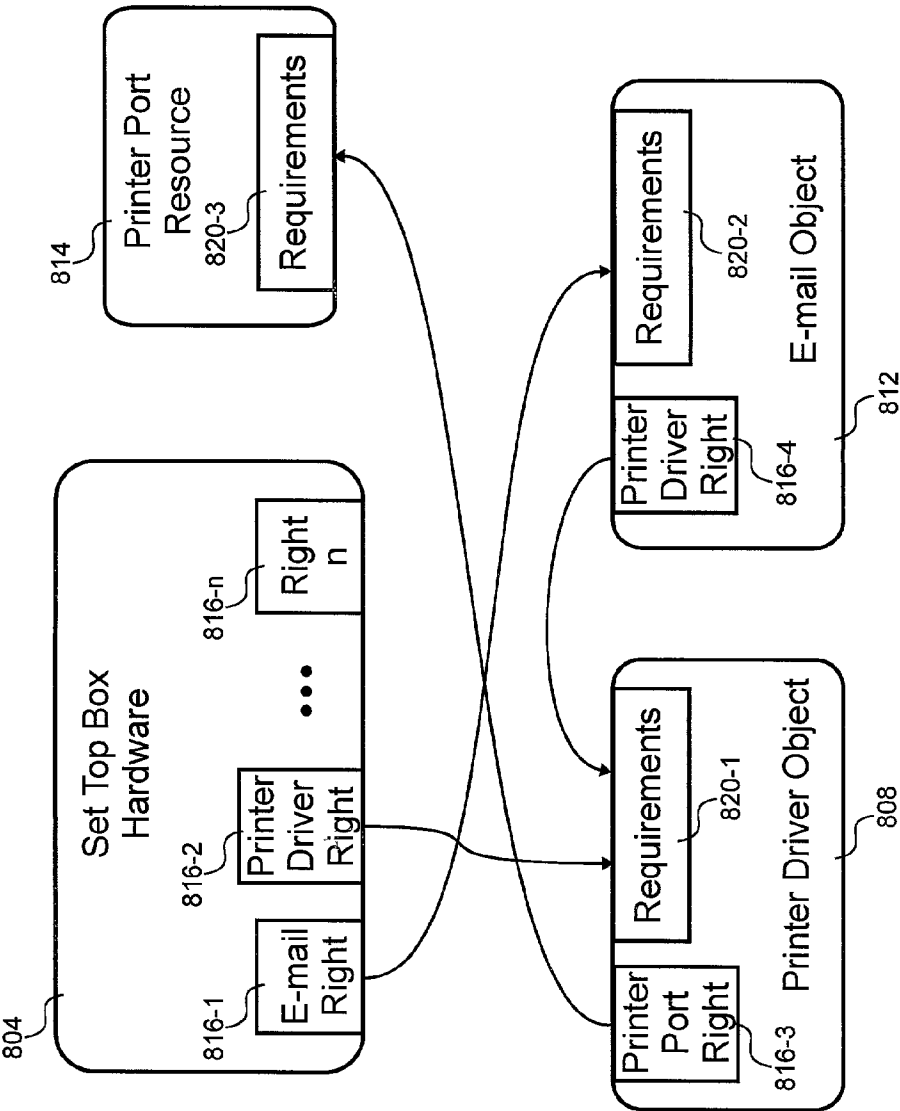 804
Set Top Box
Hardware
816-1
E-mail
Right
816-2
Printer
Driver
Right
•••
816-n
Right
n
814
Printer Port
Resource
820-3
Requirements
Printer
Port
Right
816-3
Requirements
820-1
Printer Driver Object
808
Printer
Driver
Right
816-4
Requirements
820-2
E-mail Object
812